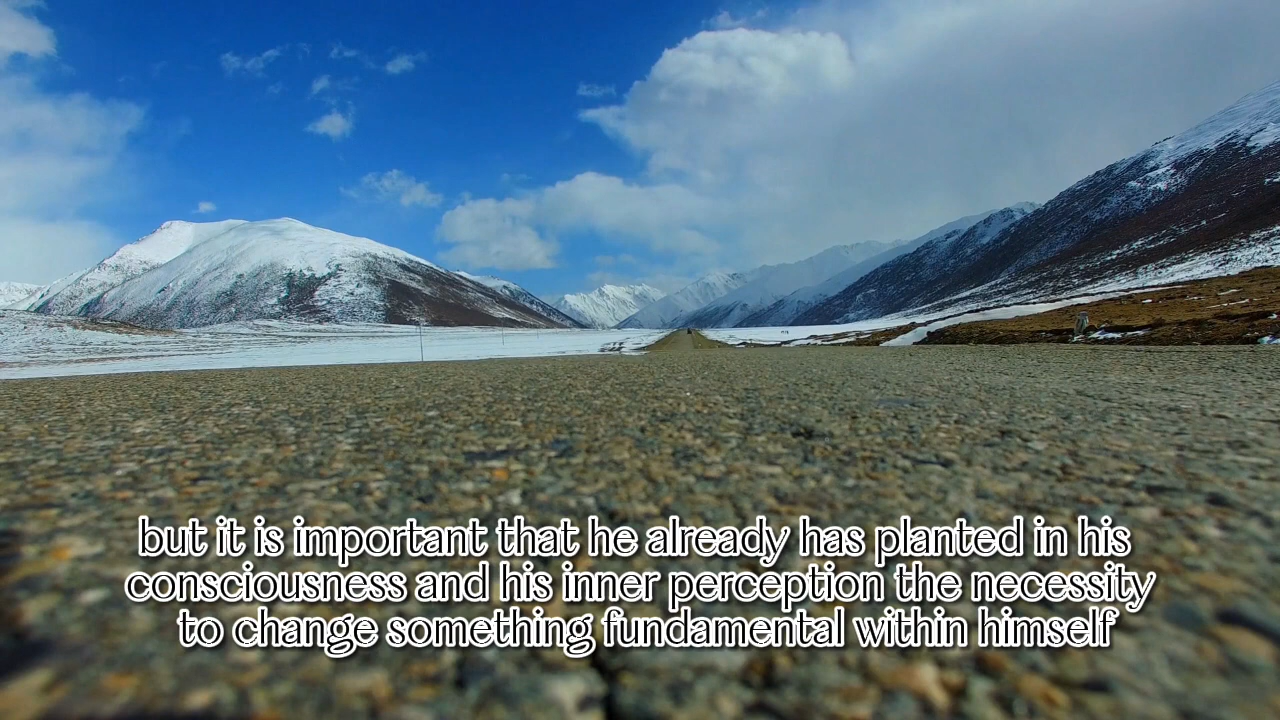 but it is important that he already has planted in his
consciousness and his inner perception the necessity
to change something fundamental within himself